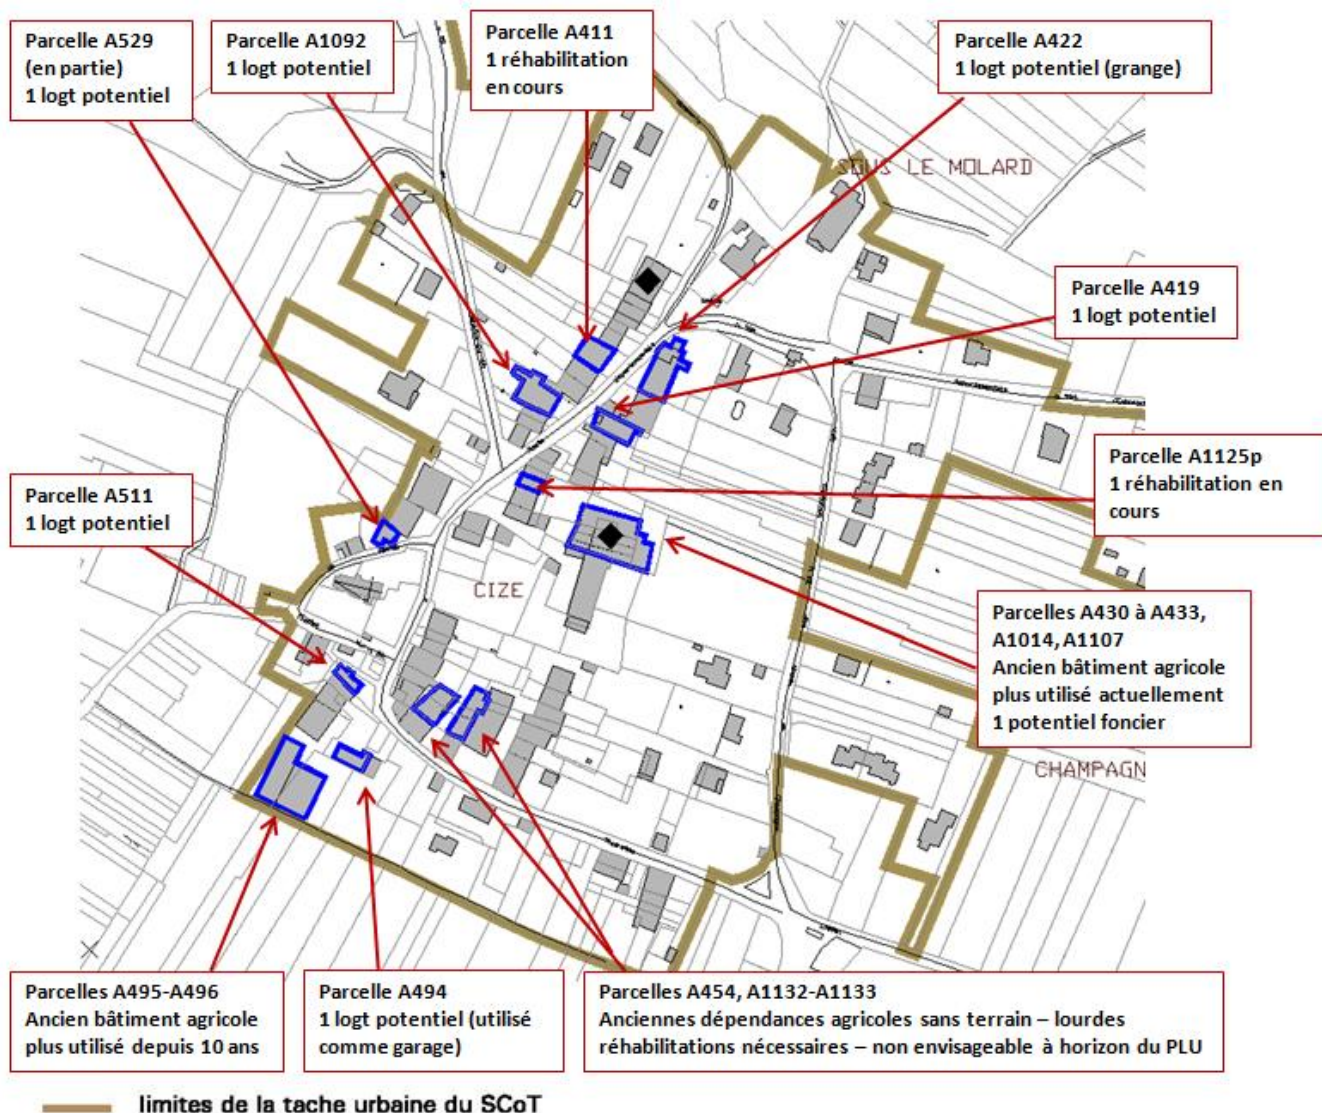 Parcelle A529
(en partie)
1 logt potentiel
Parcelle A1092
1 logt potentiel
Parcelle A411
1 réhabilitation
en cours
Parcelle A422
1 logt potentiel (grange)
SOUS LE MOLARD
Parcelle A419
1 logt potentiel
Parcelle A1125p
1 réhabilitation en
cours
Parcelle A511
1 logt potentiel
CIZE
Parcelles A430 à A433,
A1014, A1107
Ancien bâtiment agricole
plus utilisé actuellement
1 potentiel foncier
CHAMPAGN
Parcelles A495-A496
Ancien bâtiment agricole
plus utilisé depuis 10 ans
Parcelle A494
1 logt potentiel (utilisé
comme garage)
Parcelles A454, A1132-A1133
Anciennes dépendances agricoles sans terrain – lourdes
réhabilitations nécessaires – non envisageable à horizon du PLU
limites de la tache urbaine du SCoT